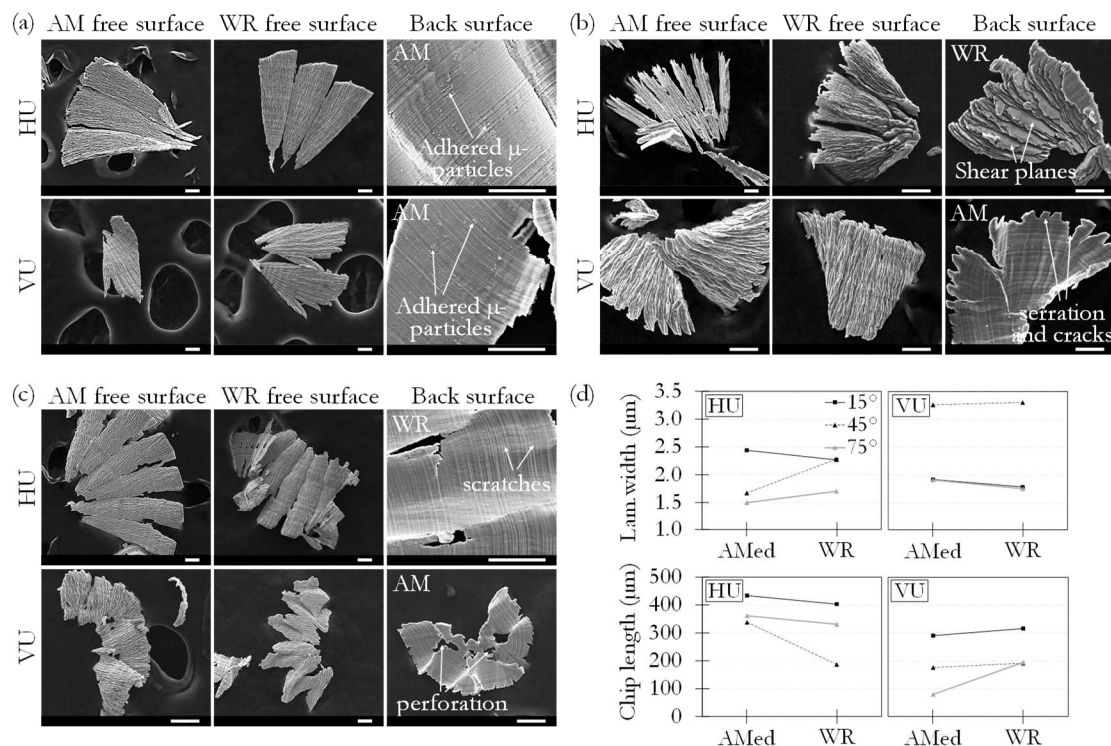 (a) AM free surface WR free surface Back surface
HU
AM
Adhered μ-
particles
VU
AM
Adhered μ-
particles
(b) AM free surface WR free surface Back surface
HU
WR
Shear planes
VU
AM
serration
and cracks
(c) AM free surface WR free surface Back surface
HU
WR
scratches
VU
AM
perforation
(d)
Lam. width (μm)
3.5
3.0
2.5
2.0
1.5
1.0
HU
15°
45°
75°
VU
AMed WR AMed WR
Chip length (μm)
500
400
300
200
100
0
HU
VU
AMed WR AMed WR